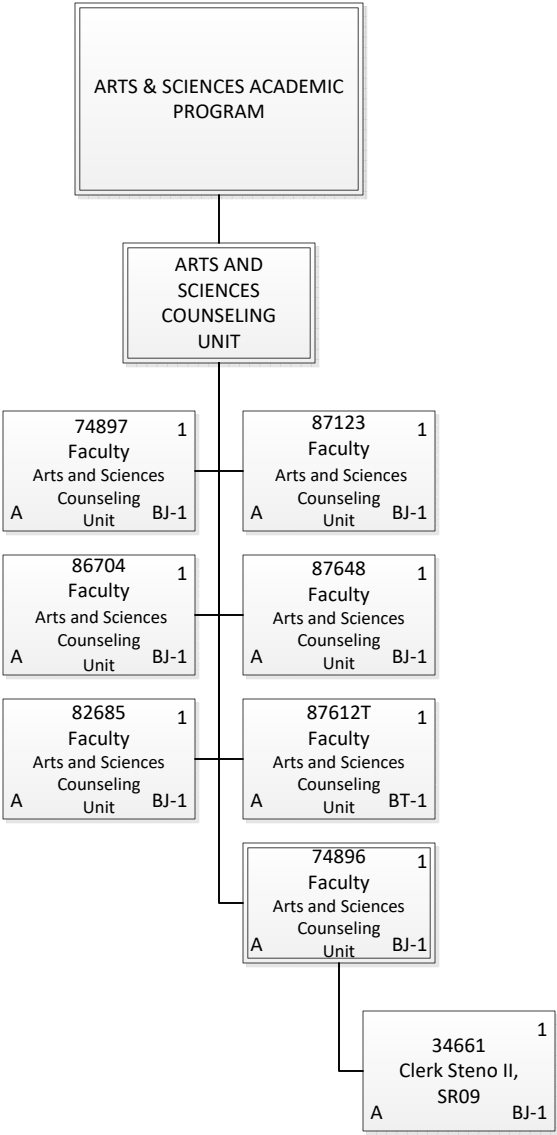 ARTS & SCIENCES ACADEMIC
PROGRAM
ARTS AND
SCIENCES
COUNSELING
UNIT
74897 1
Faculty
Arts and Sciences
Counseling
A Unit BJ-1
87123 1
Faculty
Arts and Sciences
Counseling
A Unit BJ-1
86704 1
Faculty
Arts and Sciences
Counseling
A Unit BJ-1
87648 1
Faculty
Arts and Sciences
Counseling
A Unit BJ-1
82685 1
Faculty
Arts and Sciences
Counseling
A Unit BJ-1
87612T 1
Faculty
Arts and Sciences
Counseling
A Unit BT-1
74896 1
Faculty
Arts and Sciences
Counseling
A Unit BJ-1
1
34661
Clerk Steno II,
SR09
A BJ-1